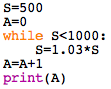 S=500
A=0
while S<1000:
    S=1.03*S
A=A+1
print(A)